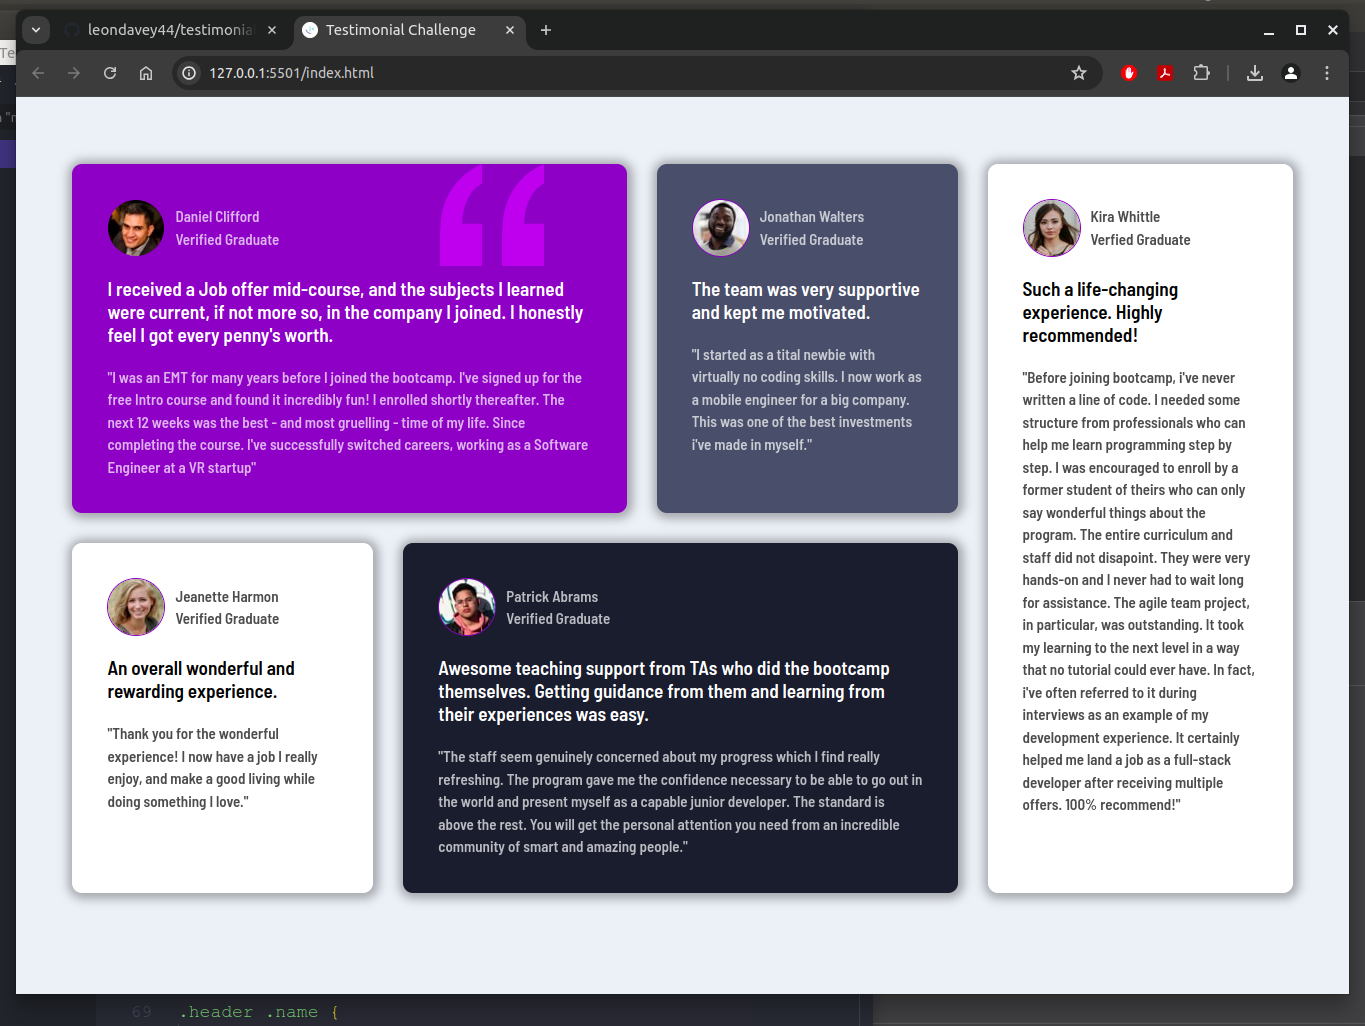 leondavey44/testimonia
Testimonial Challenge
127.0.0.1:5501/index.html
Te
Daniel Clifford
Verified Graduate
I received a Job offer mid-course, and the subjects I learned
were current, if not more so, in the company I joined. I honestly
feel I got every penny's worth.
"I was an EMT for many years before I joined the bootcamp. I've signed up for the
free Intro course and found it incredibly fun! I enrolled shortly thereafter. The
next 12 weeks was the best - and most gruelling - time of my life. Since
completing the course. I've successfully switched careers, working as a Software
Engineer at a VR startup"
Jonathan Walters
Verified Graduate
The team was very supportive
and kept me motivated.
"I started as a tital newbie with
virtually no coding skills. I now work as
a mobile engineer for a big company.
This was one of the best investments
i've made in myself."
Kira Whittle
Verfied Graduate
Such a life-changing
experience. Highly
recommended!
"Before joining bootcamp, i've never
written a line of code. I needed some
structure from professionals who can
help me learn programming step by
step. I was encouraged to enroll by a
former student of theirs who can only
say wonderful things about the
program. The entire curriculum and
staff did not disapoint. They were very
hands-on and I never had to wait long
for assistance. The agile team project,
in particular, was outstanding. It took
my learning to the next level in a way
that no tutorial could ever have. In fact,
i've often referred to it during
interviews as an example of my
development experience. It certainly
helped me land a job as a full-stack
developer after receiving multiple
offers. 100% recommend!"
Jeanette Harmon
Verified Graduate
An overall wonderful and
rewarding experience.
"Thank you for the wonderful
experience! I now have a job I really
enjoy, and make a good living while
doing something I love."
Patrick Abrams
Verified Graduate
Awesome teaching support from TAs who did the bootcamp
themselves. Getting guidance from them and learning from
their experiences was easy.
"The staff seem genuinely concerned about my progress which I find really
refreshing. The program gave me the confidence necessary to be able to go out in
the world and present myself as a capable junior developer. The standard is
above the rest. You will get the personal attention you need from an incredible
community of smart and amazing people."
69 .header .name {